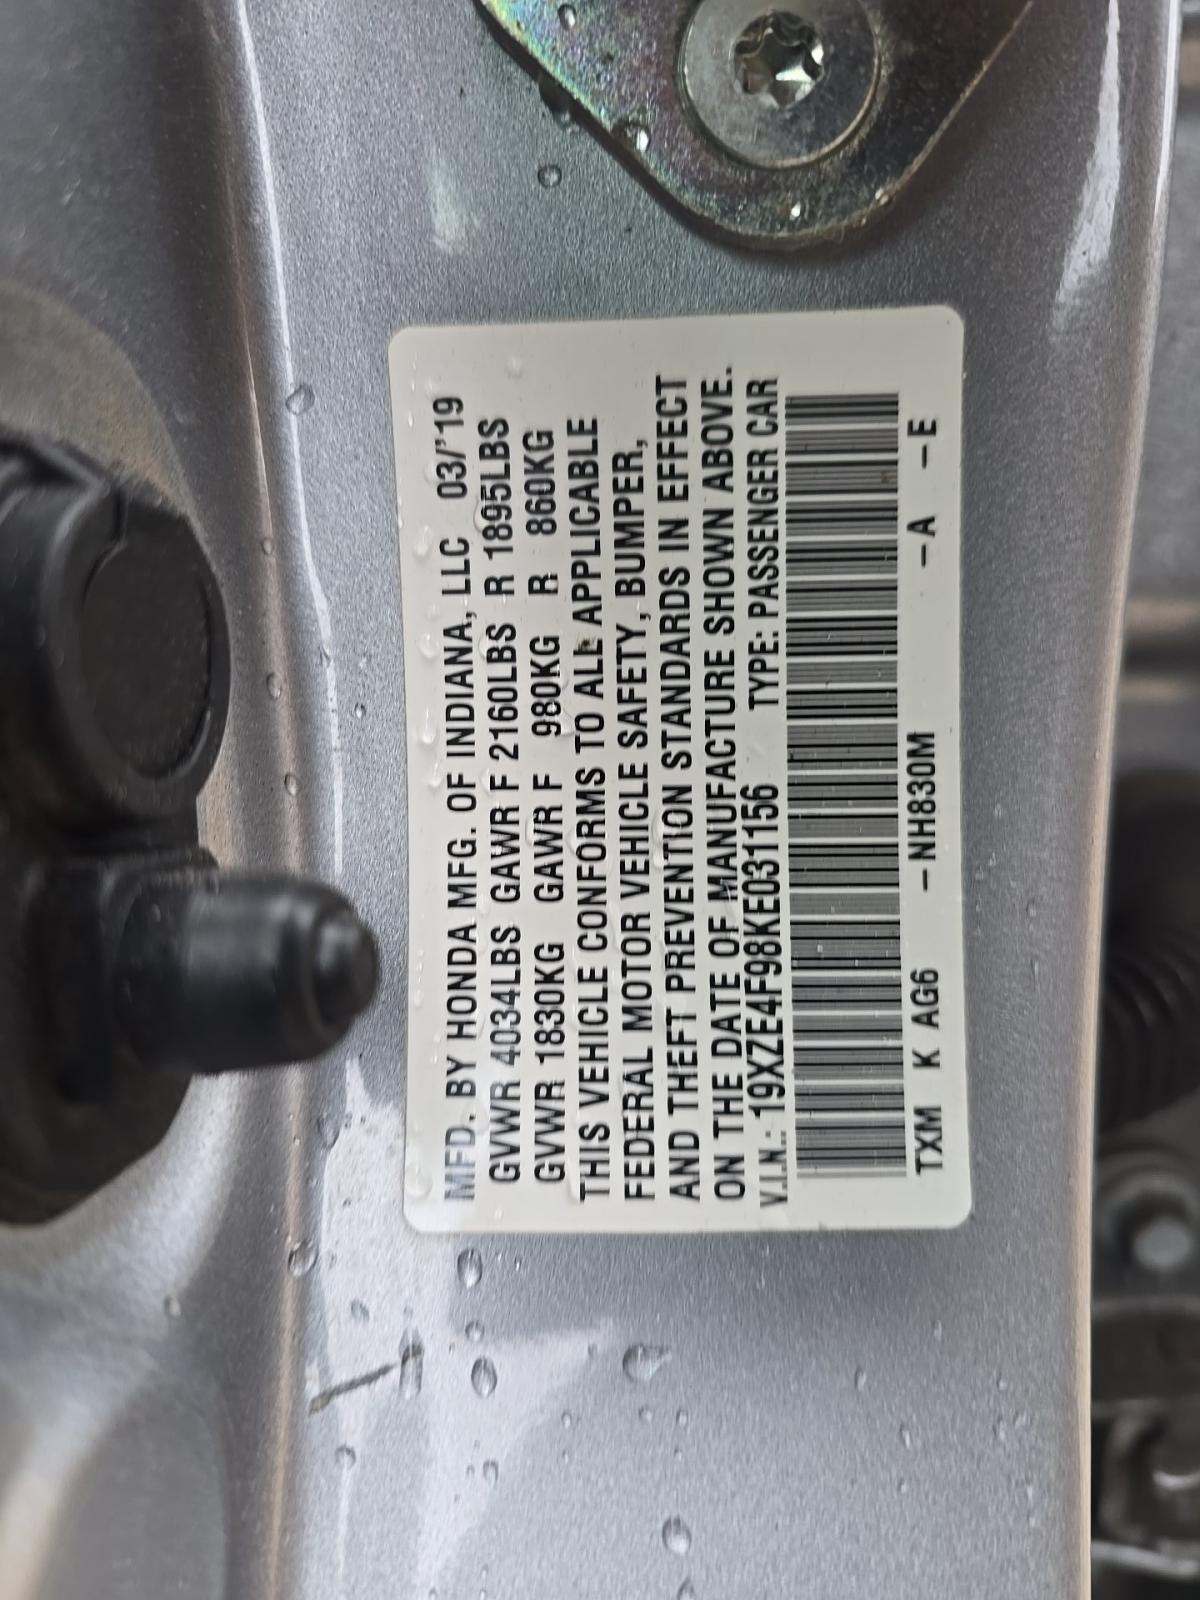 MFD. BY HONDA MFG. OF INDIANA., LLC 03/'19
GVWR 4034LBS GAWR F 2160LBS R 1895LBS
GVWR 1830KG GAWR F 980KG R 860KG
THIS VEHICLE CONFORMS TO ALL APPLICABLE
FEDERAL MOTOR VEHICLE SAFETY, BUMPER,
AND THEFT PREVENTION STANDARDS IN EFFECT
ON THE DATE OF MANUFACTURE SHOWN ABOVE.
V.I.N.: 19XZE4F98KE031156 TYPE: PASSENGER CAR
TXM K AG6 -NH830M -A -E